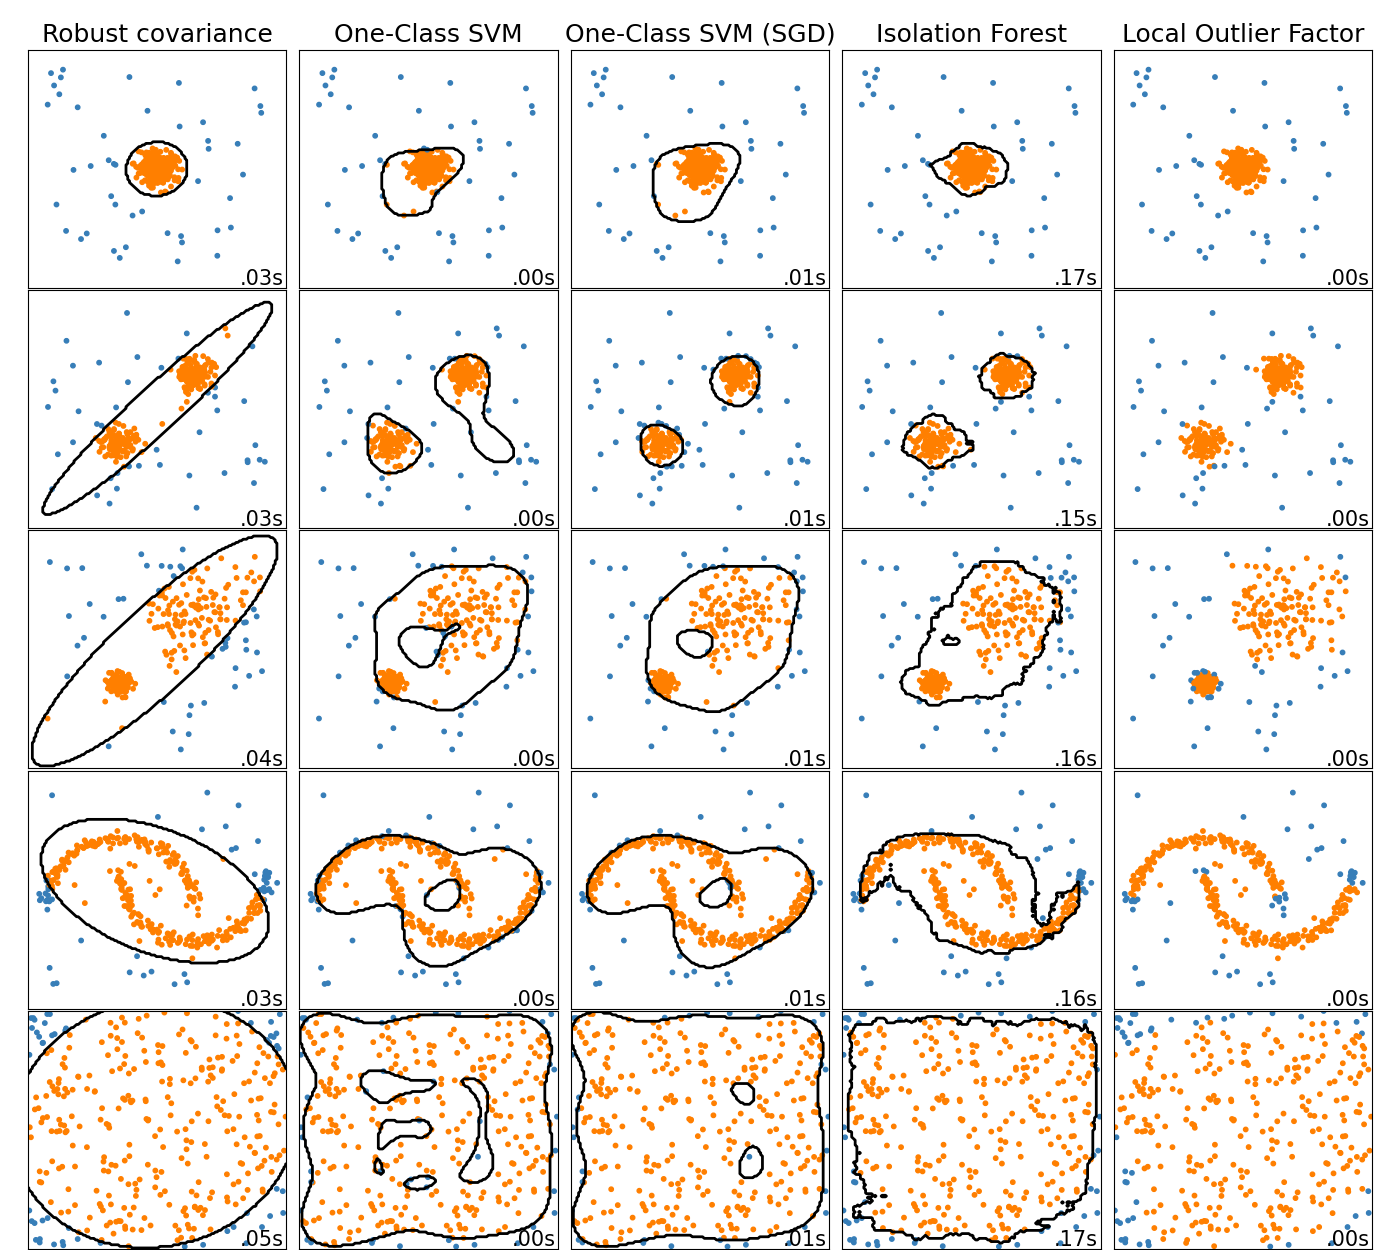 Robust covariance One-Class SVM One-Class SVM (SGD) Isolation Forest Local Outlier Factor
.03s .00s .01s .17s .00s
.03s .00s .01s .15s .00s
.04s .00s .01s .16s .00s
.03s .00s .01s .16s .00s
.05s .00s .01s .17s .00s